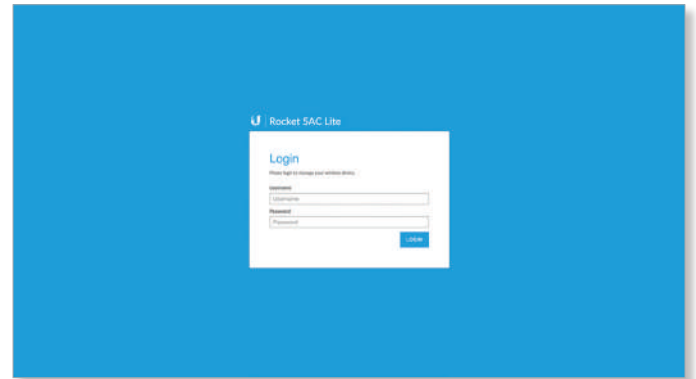 Rocket 5AC Lite
Login
Please login to manage your wireless device.
Username
Username
Password
Password
LOGIN